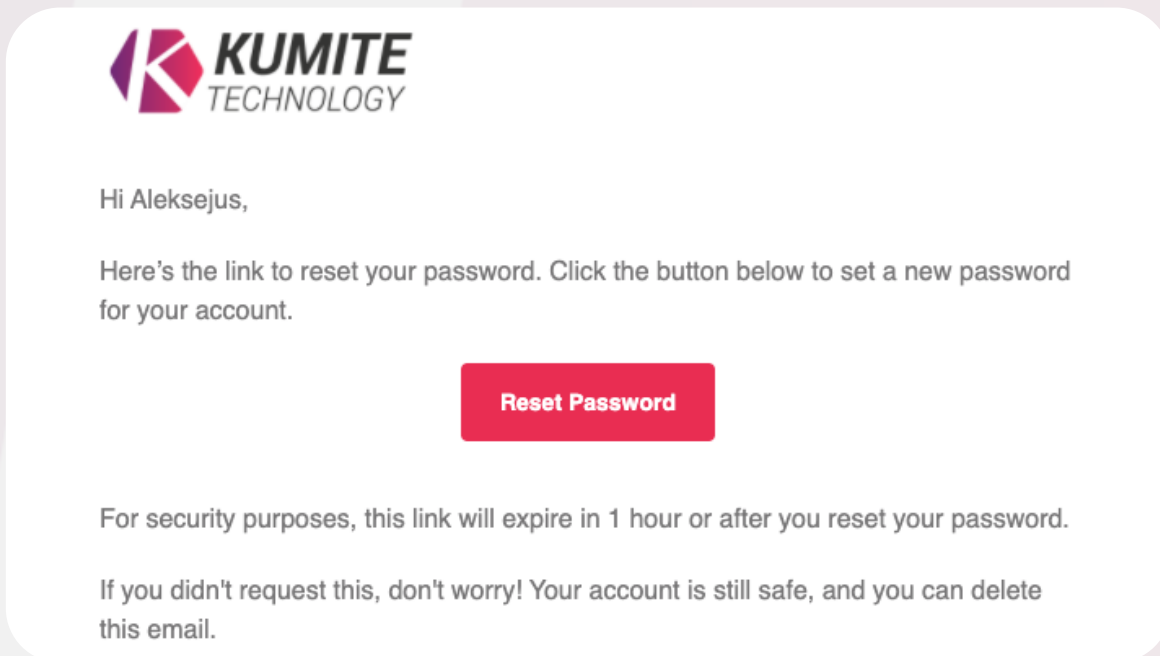 KUMITE
TECHNOLOGY
Hi Aleksejus,
Here’s the link to reset your password. Click the button below to set a new password
for your account.
Reset Password
For security purposes, this link will expire in 1 hour or after you reset your password.
If you didn't request this, don't worry! Your account is still safe, and you can delete
this email.